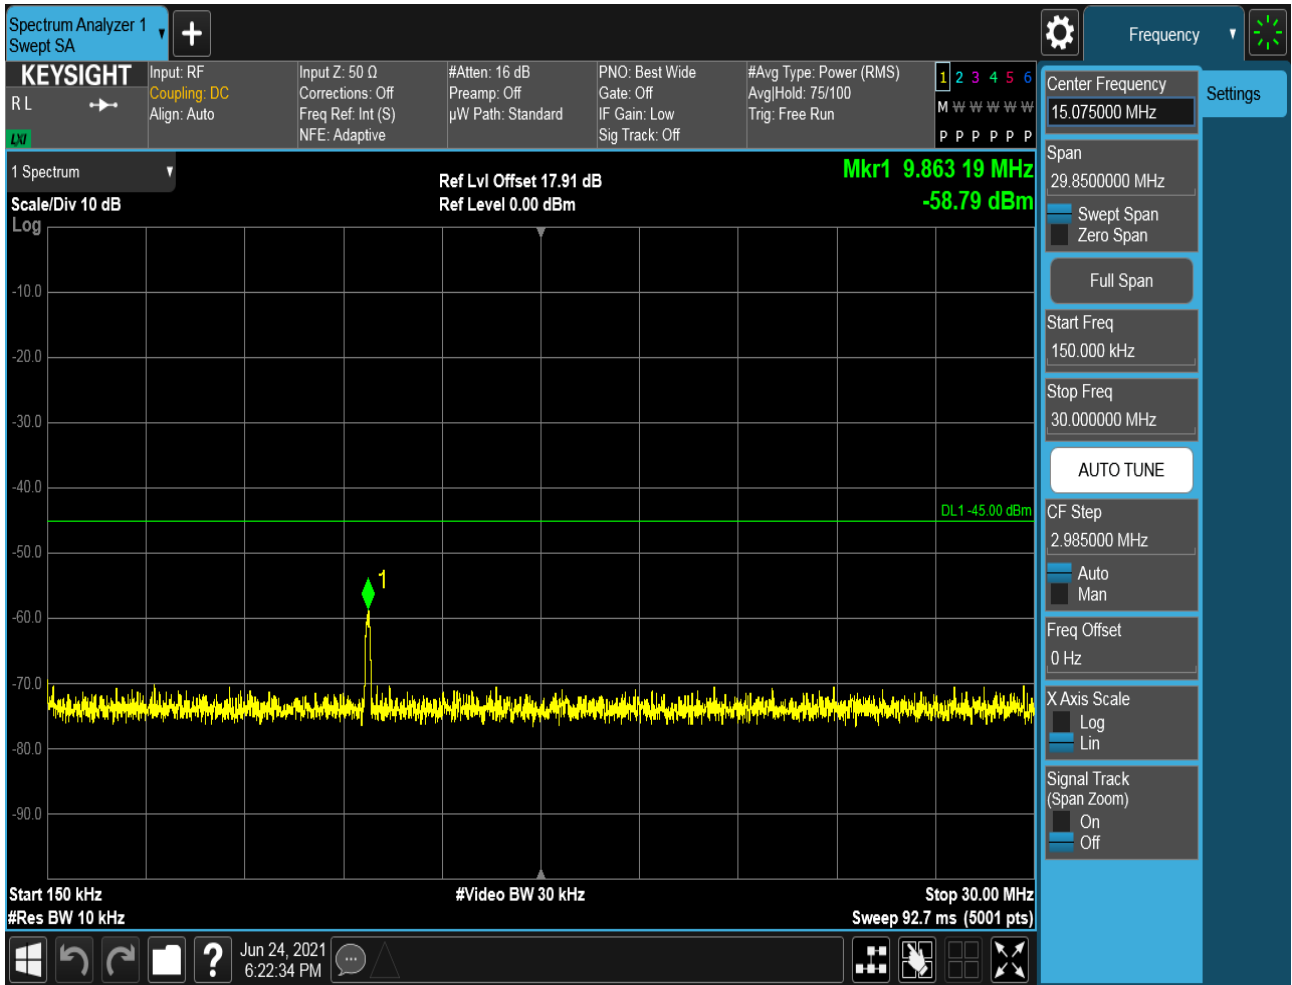 Spectrum Analyzer 1
Swept SA
Frequency
KEYSIGHT
R L
LXI
Input: RF
Coupling: DC
Align: Auto
Input Z: 50 Ω
Corrections: Off
Freq Ref: Int (S)
NFE: Adaptive
#Atten: 16 dB
Preamp: Off
µW Path: Standard
PNO: Best Wide
Gate: Off
IF Gain: Low
Sig Track: Off
#Avg Type: Power (RMS)
Avg|Hold: 75/100
Trig: Free Run
1 2 3 4 5 6
M W W W W W
P P P P P P
1 Spectrum
Scale/Div 10 dB
Log
Ref Lvl Offset 17.91 dB
Ref Level 0.00 dBm
Mkr1 9.863 19 MHz
-58.79 dBm
-10.0
-20.0
-30.0
-40.0
DL1 -45.00 dBm
-50.0
1
-60.0
-70.0
-80.0
-90.0
Start 150 kHz
#Res BW 10 kHz
#Video BW 30 kHz
Stop 30.00 MHz
Sweep 92.7 ms (5001 pts)
Jun 24, 2021
6:22:34 PM
Center Frequency
15.075000 MHz
Settings
Span
29.8500000 MHz
Swept Span
Zero Span
Full Span
Start Freq
150.000 kHz
Stop Freq
30.000000 MHz
AUTO TUNE
CF Step
2.985000 MHz
Auto
Man
Freq Offset
0 Hz
X Axis Scale
Log
Lin
Signal Track
(Span Zoom)
On
Off